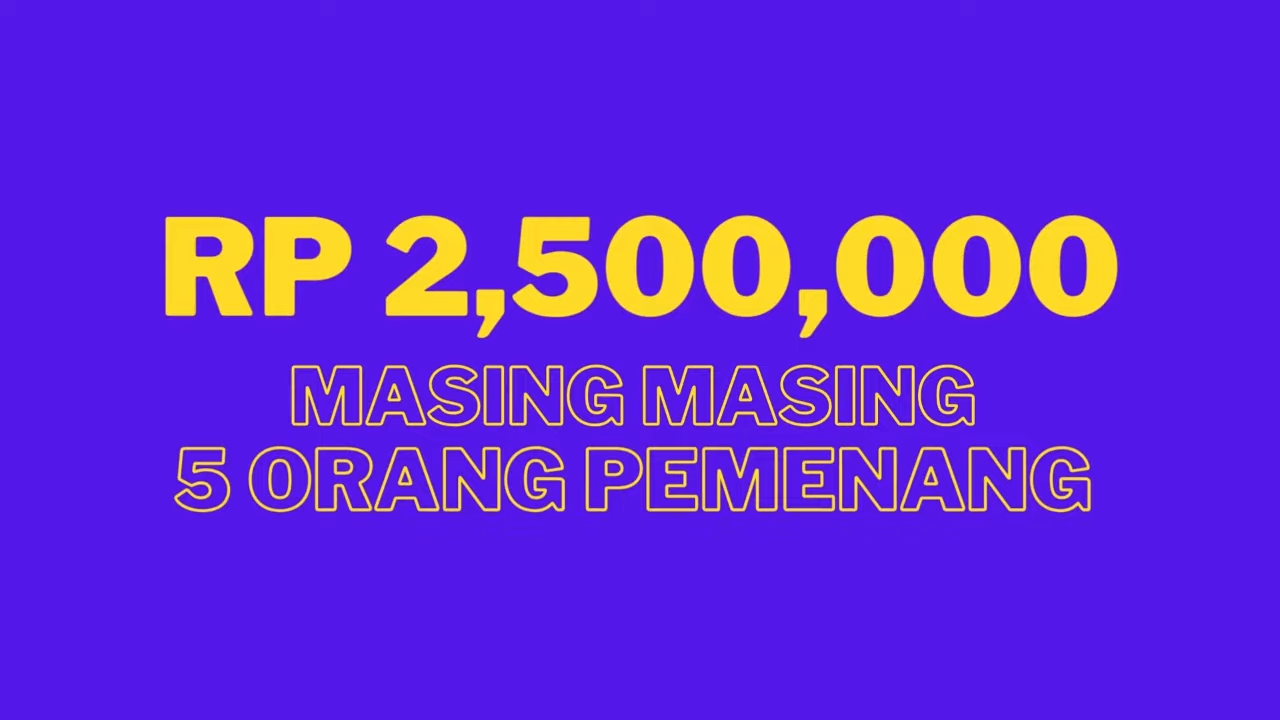 RP 2,500,000
MASING MASING
5 ORANG PEMENANG